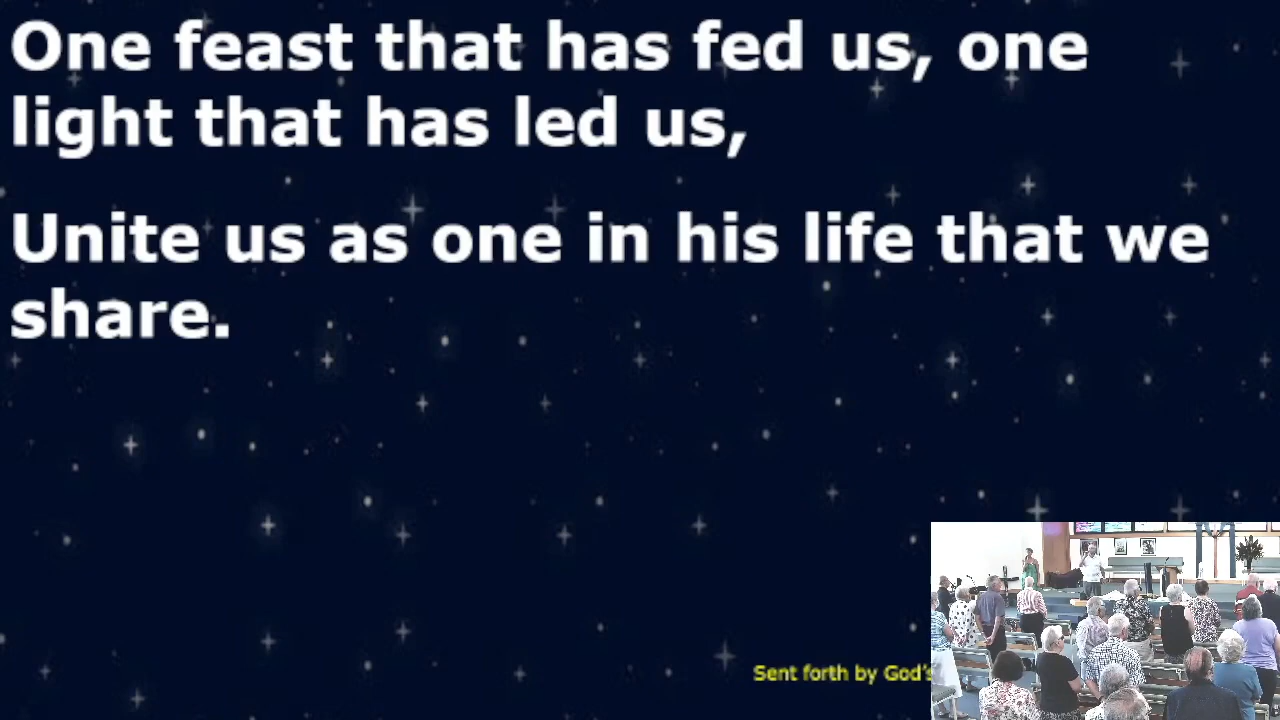 One feast that has fed us, one
light that has led us,
Unite us as one in his life that we
share.
Sent forth by God's